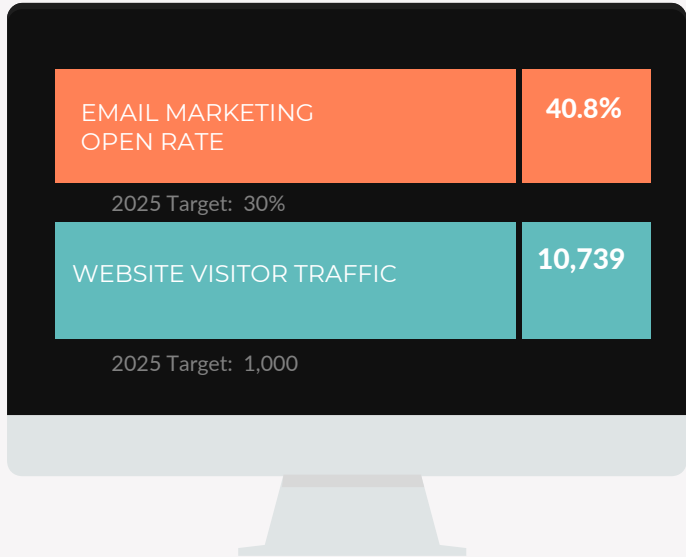 EMAIL MARKETING
OPEN RATE
40.8%
2025 Target: 30%
WEBSITE VISITOR TRAFFIC
10,739
2025 Target: 1,000